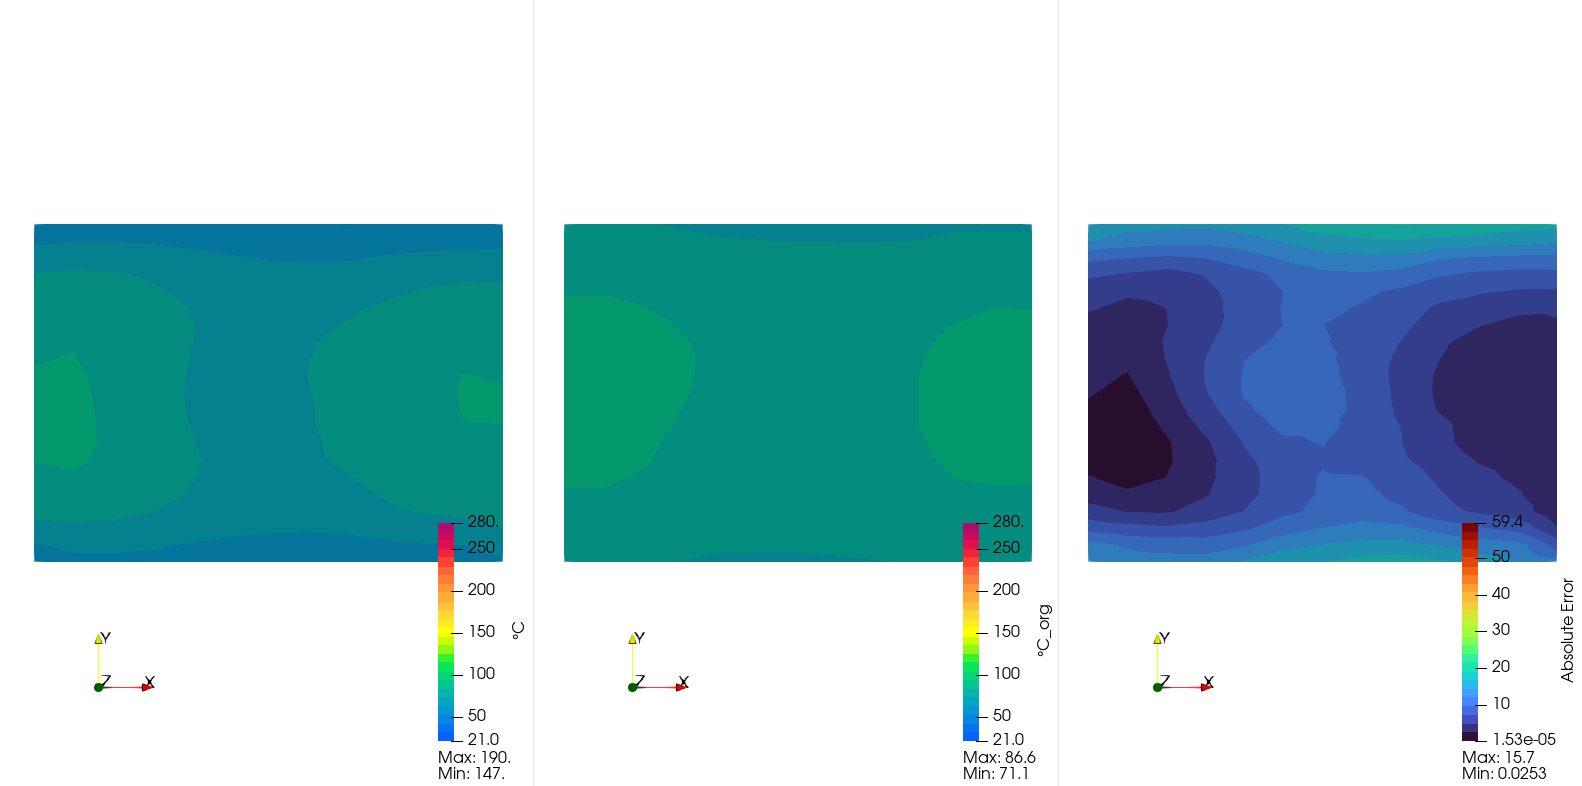 280.
250
200
150
100
50
21.0
°C
Max: 190.
Min: 147.
Y
Z
X
280.
250
200
150
100
50
21.0
°C_org
Max: 86.6
Min: 71.1
Y
Z
X
59.4
50
40
30
20
10
1.53e-05
Absolute Error
Max: 15.7
Min: 0.0253
Y
Z
X